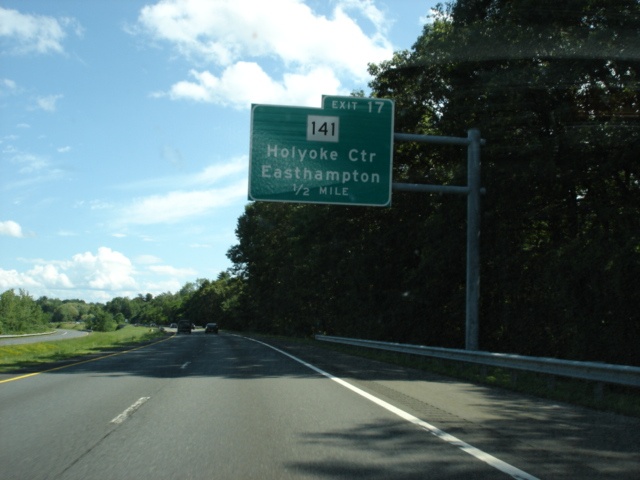 EXIT 17
141
Holyoke Ctr
Easthampton
1/2 MILE